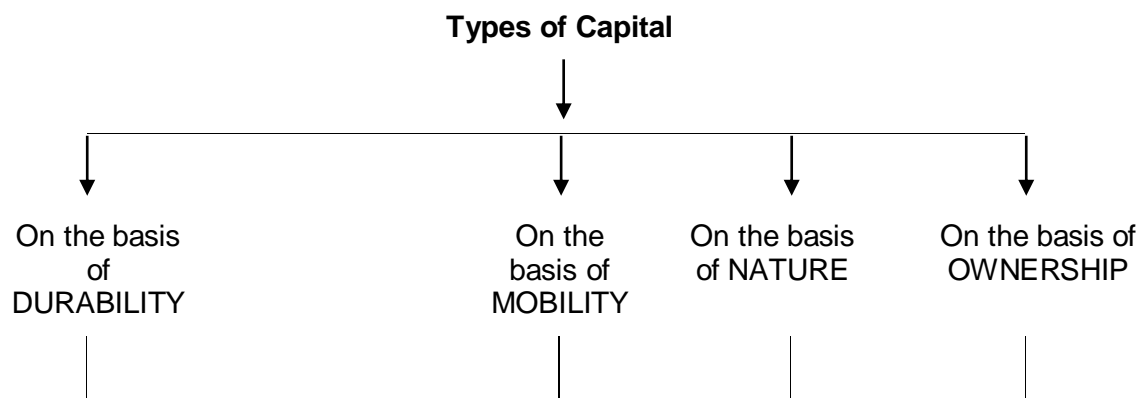 Types of Capital
On the basis
of
DURABILITY
On the
basis of
MOBILITY
On the basis
of NATURE
On the basis of
OWNERSHIP